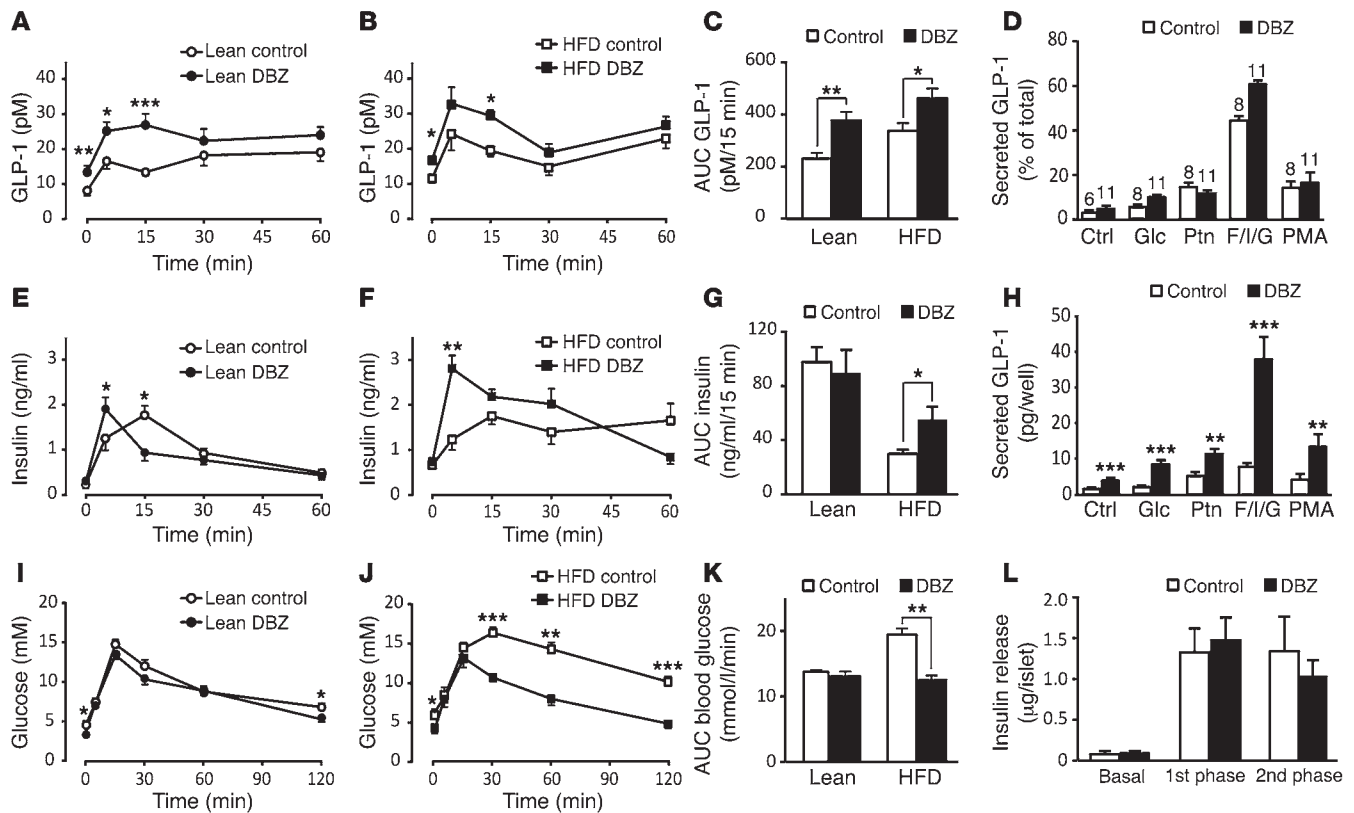 A
Lean control
Lean DBZ
GLP-1 (pM)
40
30
20
10
0
**
*
***
0 15 30 45 60
Time (min)
B
HFD control
HFD DBZ
GLP-1 (pM)
40
30
20
10
0
*
*
0 15 30 45 60
Time (min)
C
Control DBZ
AUC GLP-1
(pM/15 min)
600
400
200
0
**
*
Lean HFD
D
Control DBZ
Secreted GLP-1
(% of total)
80
60
40
20
0
6 11 8 11 8 11 8 11 8 11
Ctrl Glc Ptn F/I/G PMA
E
Lean control
Lean DBZ
Insulin (ng/ml)
3
2
1
0
*
*
0 15 30 45 60
Time (min)
F
HFD control
HFD DBZ
Insulin (ng/ml)
3
2
1
0
**
0 15 30 45 60
Time (min)
G
Control DBZ
AUC insulin
(ng/ml/15 min)
120
80
40
0
*
Lean HFD
H
Control DBZ
Secreted GLP-1
(pg/well)
50
40
30
20
10
0
***
***
**
***
**
Ctrl Glc Ptn F/I/G PMA
I
Lean control
Lean DBZ
Glucose (mM)
20
15
10
5
0
*
*
0 30 60 90 120
Time (min)
J
HFD control
HFD DBZ
Glucose (mM)
20
15
10
5
0
*
***
**
***
0 30 60 90 120
Time (min)
K
Control DBZ
AUC blood glucose
(mmol/l/min)
20
10
0
**
Lean HFD
L
Control DBZ
Insulin release
(µg/islet)
2.0
1.5
1.0
0.5
0
Basal 1st phase 2nd phase